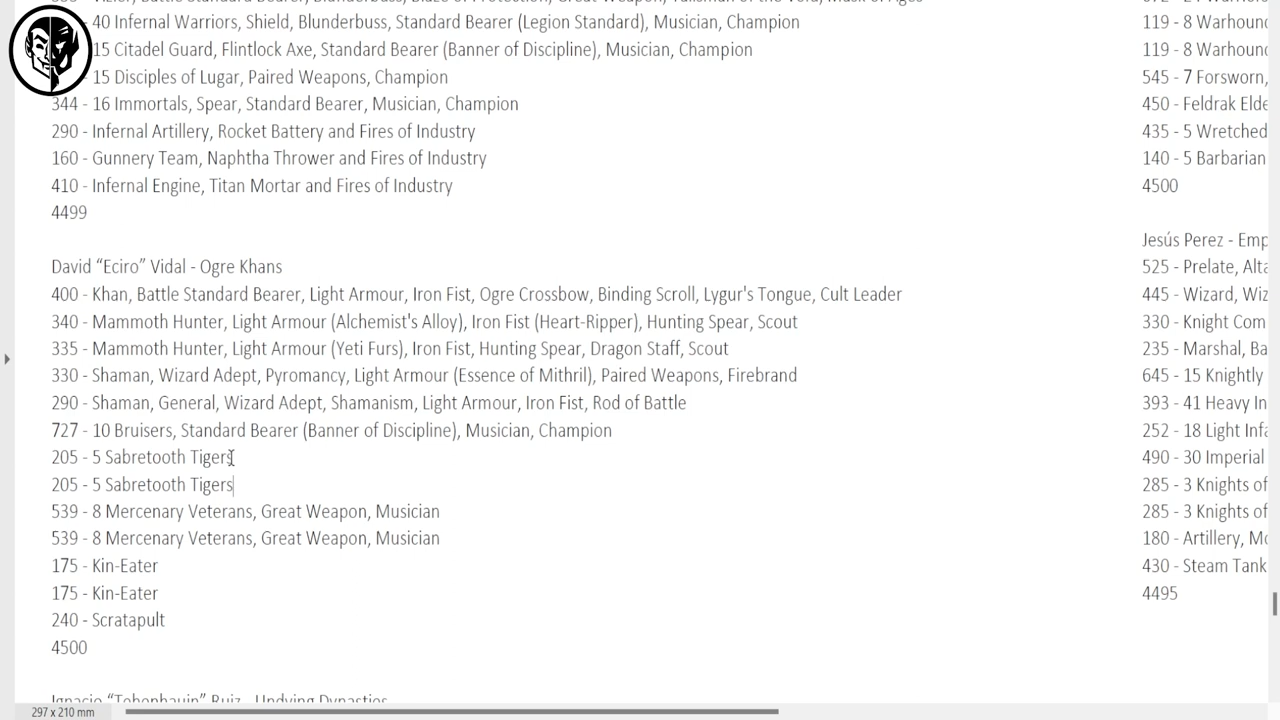 40 Infernal Warriors, Shield, Blunderbuss, Standard Bearer (Legion Standard), Musician, Champion
15 Citadel Guard, Flintlock Axe, Standard Bearer (Banner of Discipline), Musician, Champion
15 Disciples of Lugar, Paired Weapons, Champion
344 - 16 Immortals, Spear, Standard Bearer, Musician, Champion
290 - Infernal Artillery, Rocket Battery and Fires of Industry
160 - Gunnery Team, Naphtha Thrower and Fires of Industry
410 - Infernal Engine, Titan Mortar and Fires of Industry
4499
David “Eciro” Vidal - Ogre Khans
400 - Khan, Battle Standard Bearer, Light Armour, Iron Fist, Ogre Crossbow, Binding Scroll, Lygur's Tongue, Cult Leader
340 - Mammoth Hunter, Light Armour (Alchemist's Alloy), Iron Fist (Heart-Ripper), Hunting Spear, Scout
335 - Mammoth Hunter, Light Armour (Yeti Furs), Iron Fist, Hunting Spear, Dragon Staff, Scout
330 - Shaman, Wizard Adept, Pyromancy, Light Armour (Essence of Mithril), Paired Weapons, Firebrand
290 - Shaman, General, Wizard Adept, Shamanism, Light Armour, Iron Fist, Rod of Battle
727 - 10 Bruisers, Standard Bearer (Banner of Discipline), Musician, Champion
205 - 5 Sabretooth Tigers
205 - 5 Sabretooth Tigers
539 - 8 Mercenary Veterans, Great Weapon, Musician
539 - 8 Mercenary Veterans, Great Weapon, Musician
175 - Kin-Eater
175 - Kin-Eater
240 - Scratapult
4500
119 - 8 Warhoun
119 - 8 Warhoun
545 - 7 Forsworn,
450 - Feldrak Elde
435 - 5 Wretched
140 - 5 Barbarian
4500
Jesús Perez - Emp
525 - Prelate, Alta
445 - Wizard, Wiz
330 - Knight Com
235 - Marshal, Ba
645 - 15 Knightly
393 - 41 Heavy In
252 - 18 Light Infa
490 - 30 Imperial
285 - 3 Knights of
285 - 3 Knights of
180 - Artillery, Mo
430 - Steam Tank
4495
297 x 210 mm